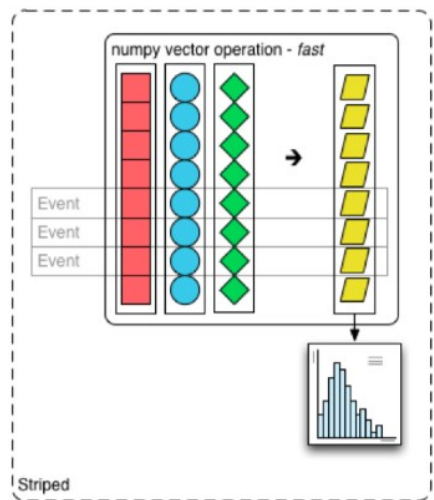 numpy vector operation - fast
Event
Event
Event
Striped